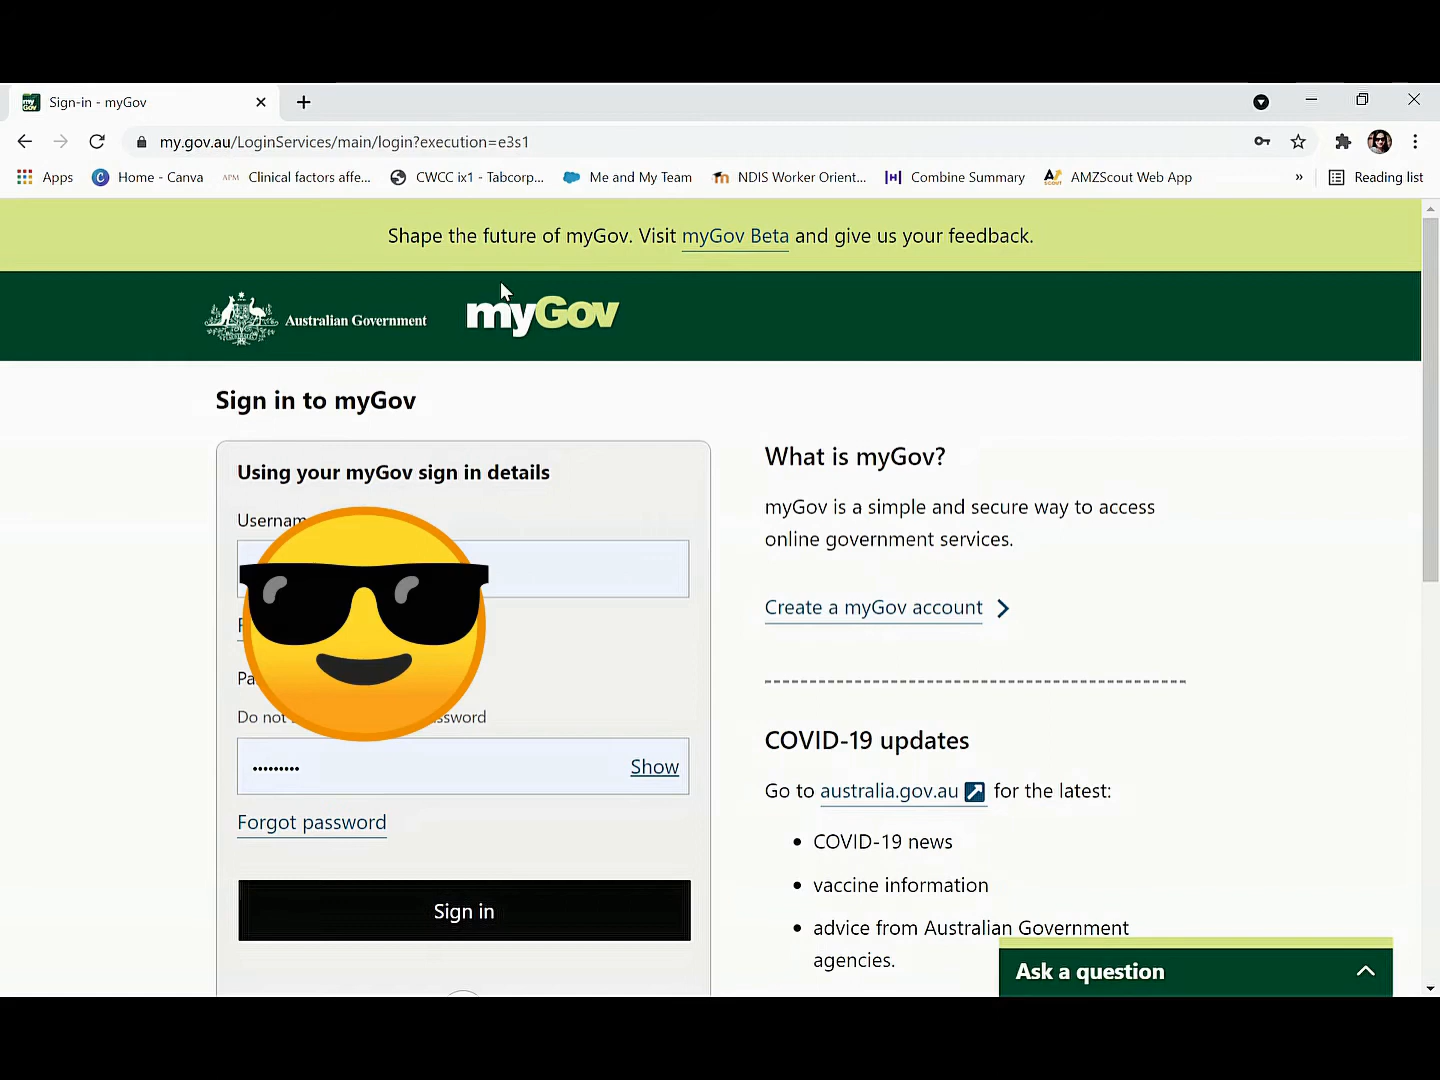 Sign-in - myGov
my.gov.au/LoginServices/main/login?execution=e3s1
Apps
Home - Canva
APM Clinical factors affe...
CWCC ix1 - Tabcorp...
Me and My Team
NDIS Worker Orient...
Combine Summary
AMZScout Web App
»
Reading list
Shape the future of myGov. Visit myGov Beta and give us your feedback.
Australian Government
myGov
Sign in to myGov
Using your myGov sign in details
Show
Forgot password
Sign in
What is myGov?
myGov is a simple and secure way to access
online government services.
Create a myGov account
COVID-19 updates
Go to australia.gov.au for the latest:
• COVID-19 news
• vaccine information
• advice from Australian Government
agencies.
Ask a question